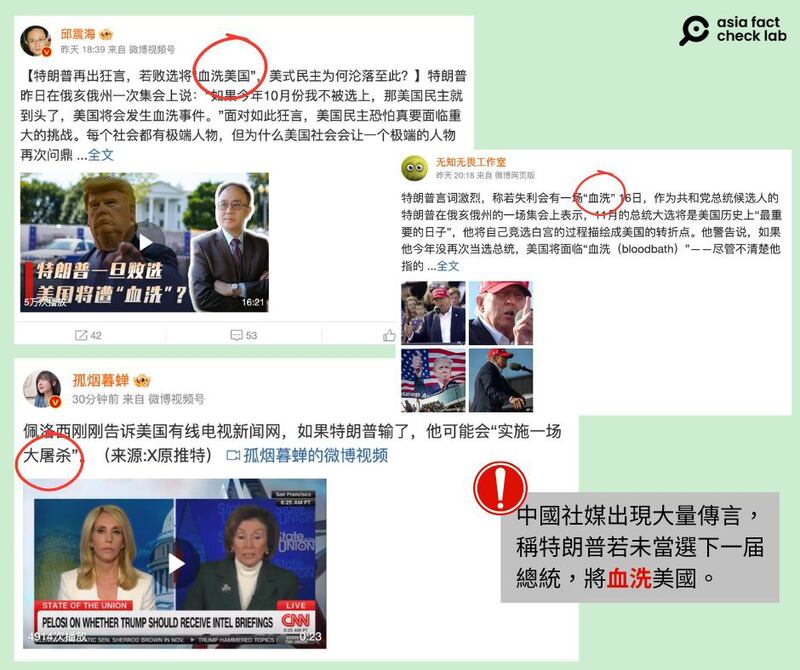 asia fact
check lab
邱震海
昨天 18:39 来自 微博视频号
【特朗普再出狂言，若败选将“血洗美国”，美式民主为何沦落至此？】特朗普
昨日在俄亥俄州一次集会上说：“如果今年10月份我不被选上，那美国民主就
到头了，美国将会发生血洗事件。”面对如此狂言，美国民主恐怕真要面临重
大的挑战。每个社会都有极端人物，但为什么美国社会会让一个极端的人物
再次问鼎 ...全文
特朗普一旦败选
美国将遭“血洗”？
5万次播放
16:21
42
53
无知无畏工作室
昨天 20:18 来自 微博网页版
特朗普言词激烈，称若失利会有一场“血洗” 16日，作为共和党总统候选人的
特朗普在俄亥俄州的一场集会上表示，11月的总统大选将是美国历史上“最重
要的日子”，他将自己竞选白宫的过程描绘成美国的转折点。他警告说，如果
他今年没再次当选总统，美国将面临“血洗（bloodbath）”——尽管不清楚他
指的 ...全文
孤烟暮蝉
30分钟前 来自 微博视频号
佩洛西刚刚告诉美国有线电视新闻网，如果特朗普输了，他可能会“实施一场
大屠杀”。（来源:X原推特） 孤烟暮蝉的微博视频
San Francisco
6:25 AM PT
STATE OF THE UNION
LIVE
PELOSI ON WHETHER TRUMP SHOULD RECEIVE INTEL BRIEFINGS
CNN
4914次播放
0:23
中國社媒出現大量傳言，
稱特朗普若未當選下一屆
總統，將血洗美國。